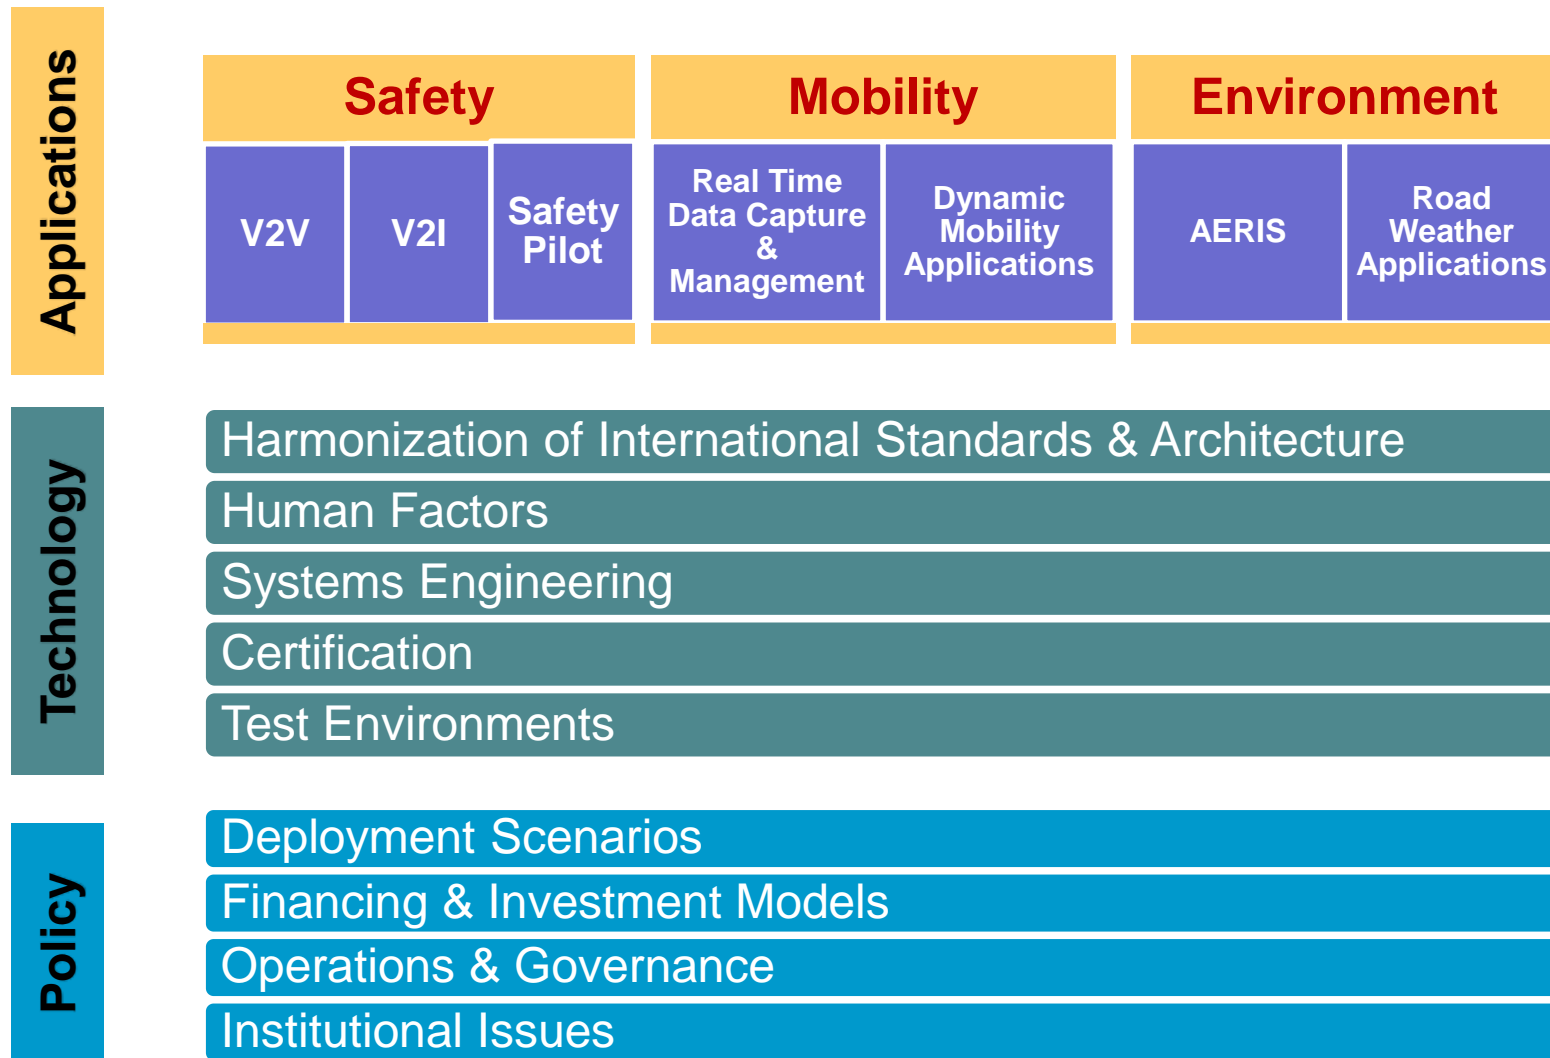 Applications
Safety
Mobility
Environment
V2V
V2I
Safety
Pilot
Real Time
Data Capture
&
Management
Dynamic
Mobility
Applications
AERIS
Road
Weather
Applications
Technology
Harmonization of International Standards & Architecture
Human Factors
Systems Engineering
Certification
Test Environments
Policy
Deployment Scenarios
Financing & Investment Models
Operations & Governance
Institutional Issues